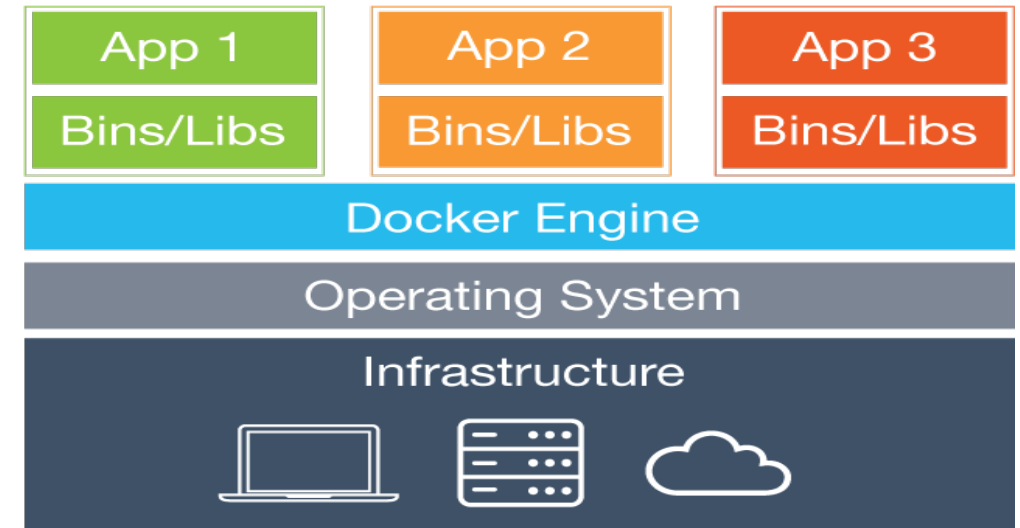 App 1
App 2
App 3
Bins/Libs
Bins/Libs
Bins/Libs
Docker Engine
Operating System
Infrastructure